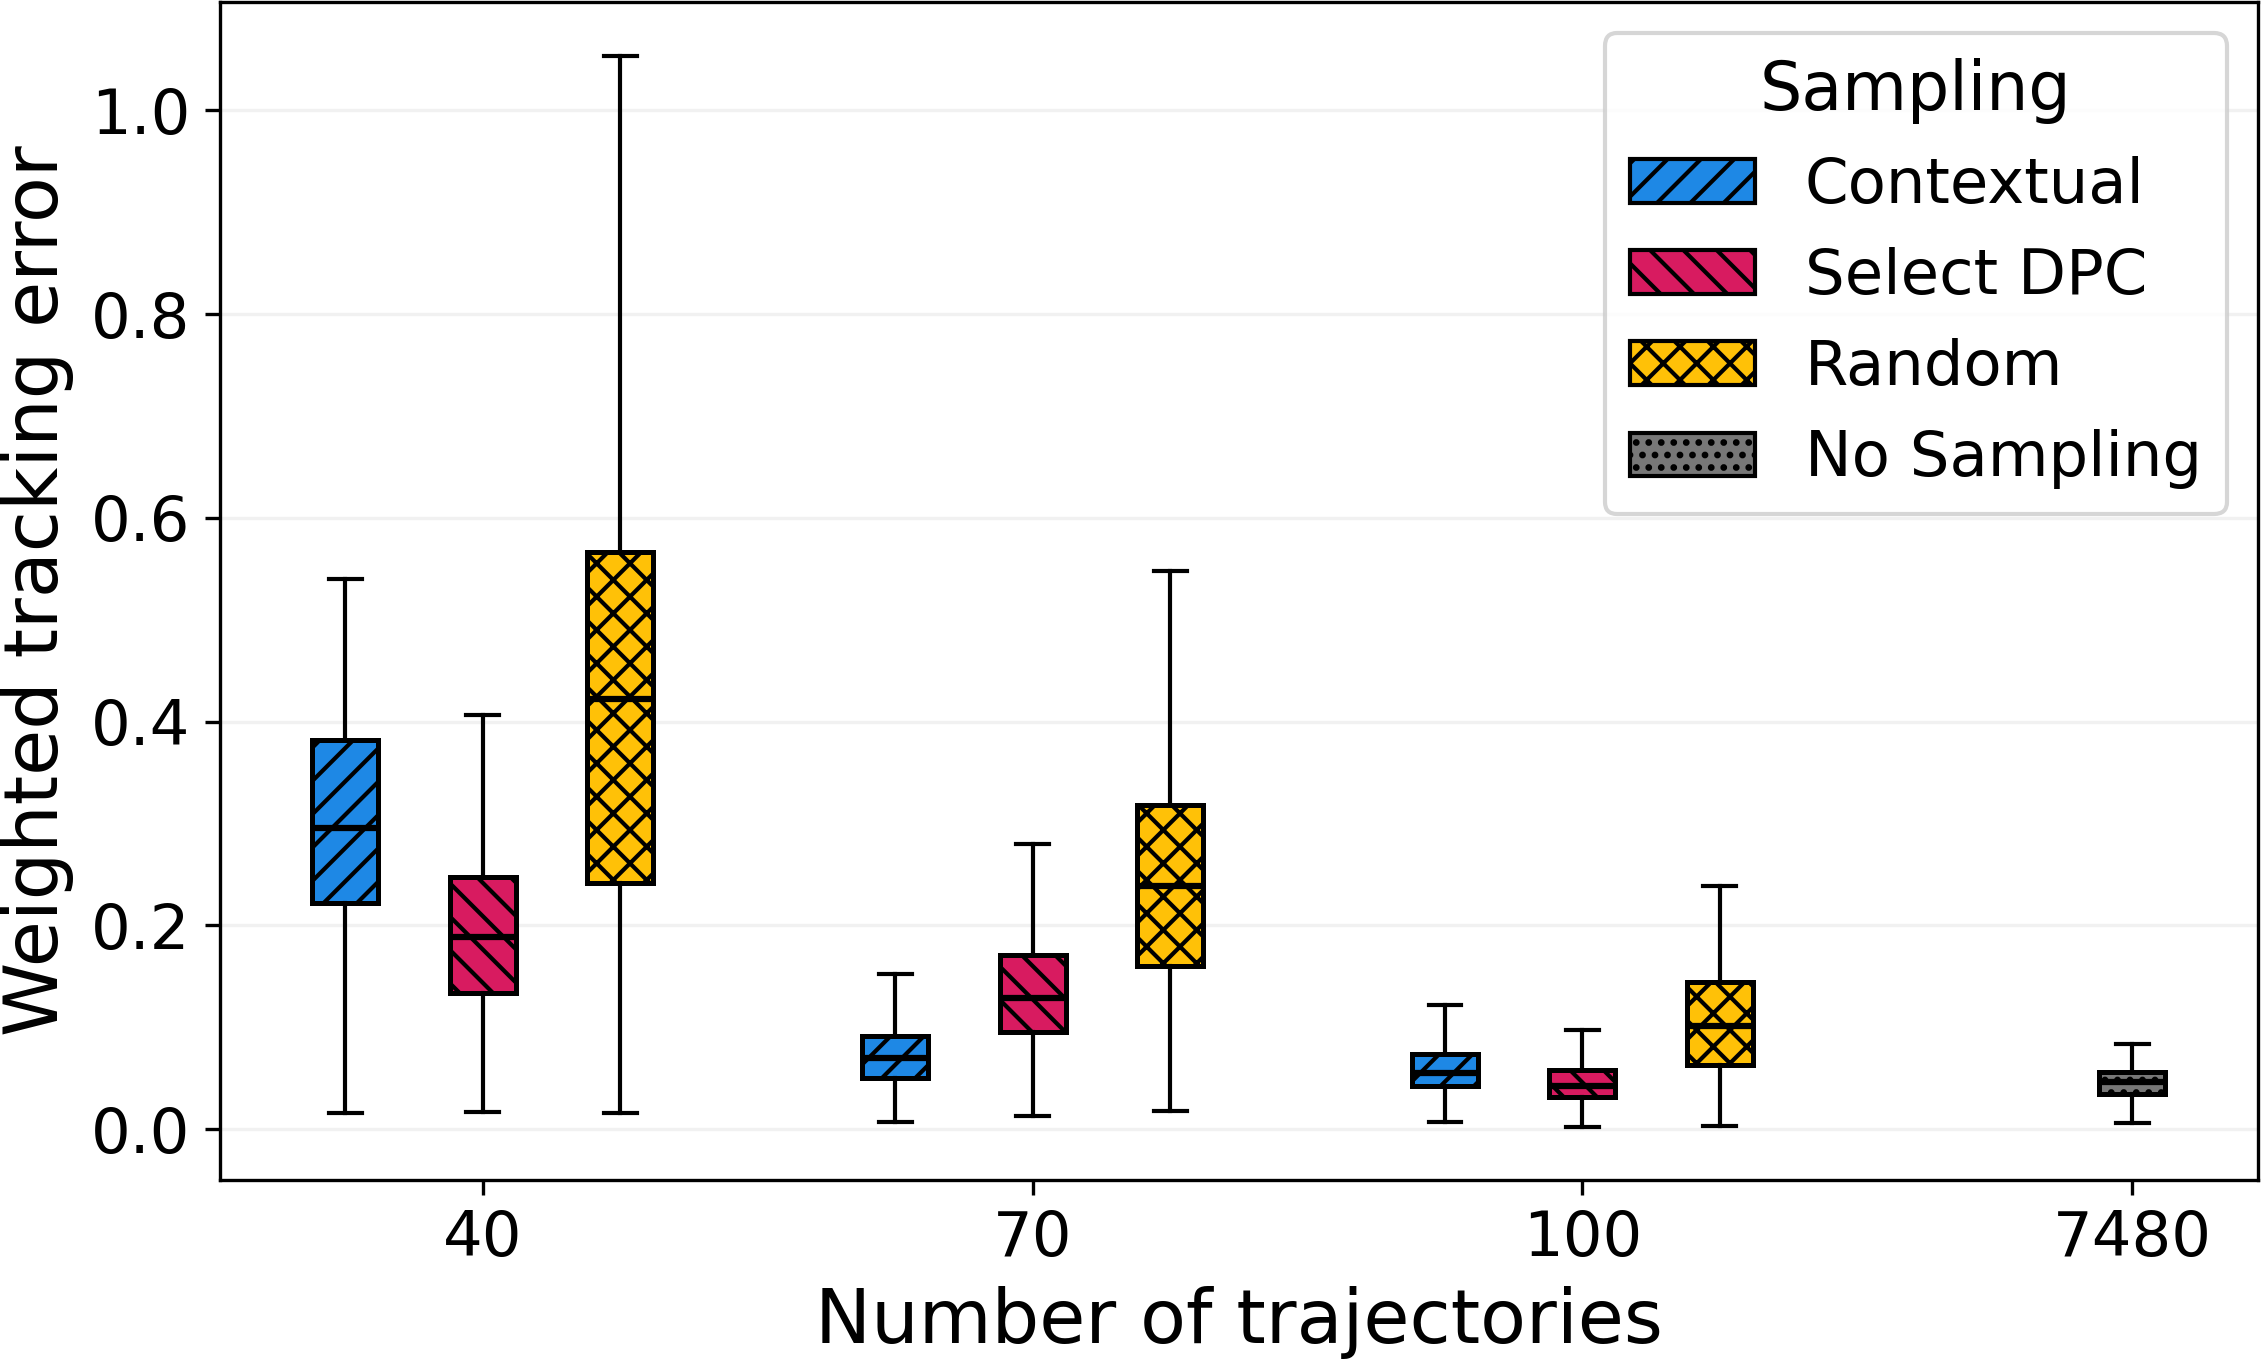 Weighted tracking error
1.0
0.8
0.6
0.4
0.2
0.0
Sampling
Contextual
Select DPC
Random
No Sampling
40 70 100 7480
Number of trajectories